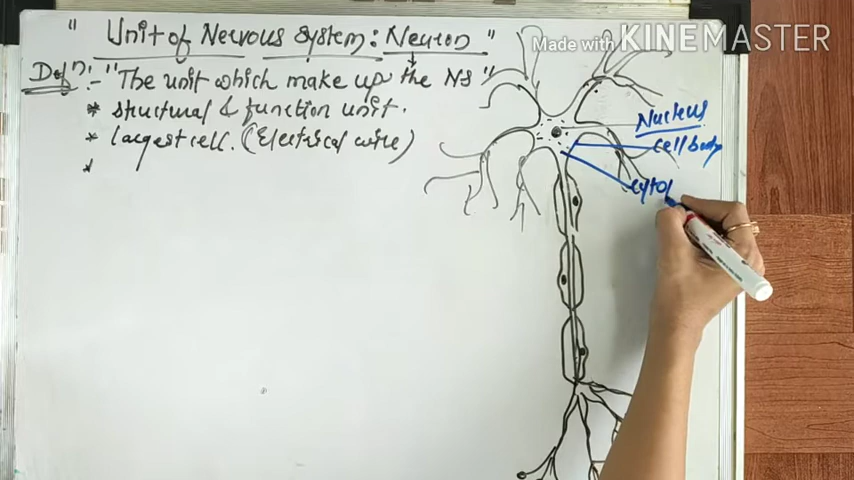 " Unit of Nervous System : Neuron "
Defⁿ :- "The unit which make up the NS"
* structural & function unit.
* largest cell. (Electrical wire)
*
Nucleus
cell body
cytop
Made with KINEMASTER